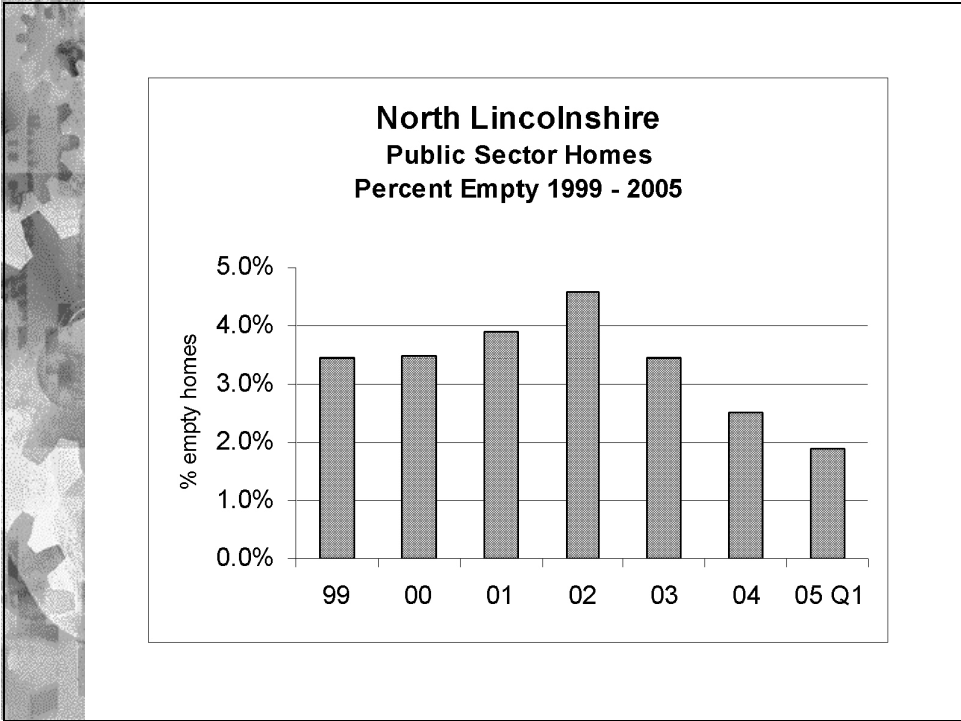 North Lincolnshire
Public Sector Homes
Percent Empty 1999 - 2005
% empty homes
5.0%
4.0%
3.0%
2.0%
1.0%
0.0%
99 00 01 02 03 04 05 Q1